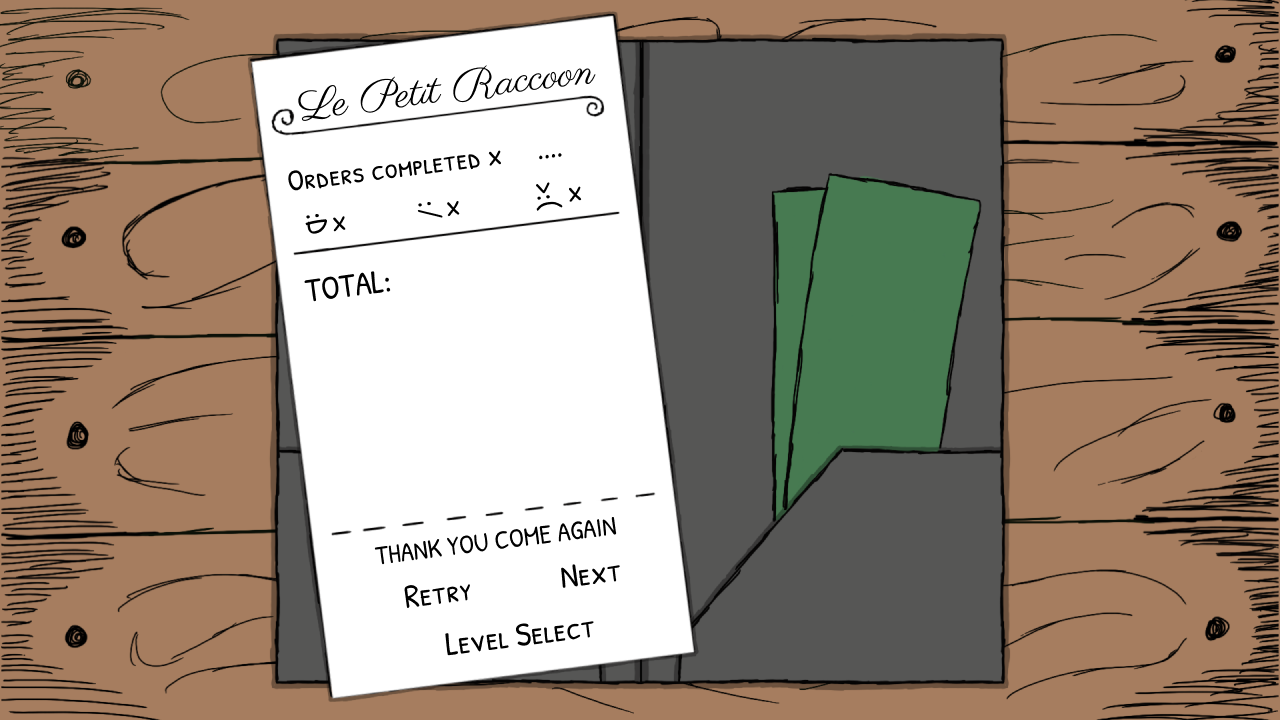 Le Petit Raccoon
ORDERS COMPLETED X ....
X X X
TOTAL:
THANK YOU COME AGAIN
RETRY NEXT
LEVEL SELECT